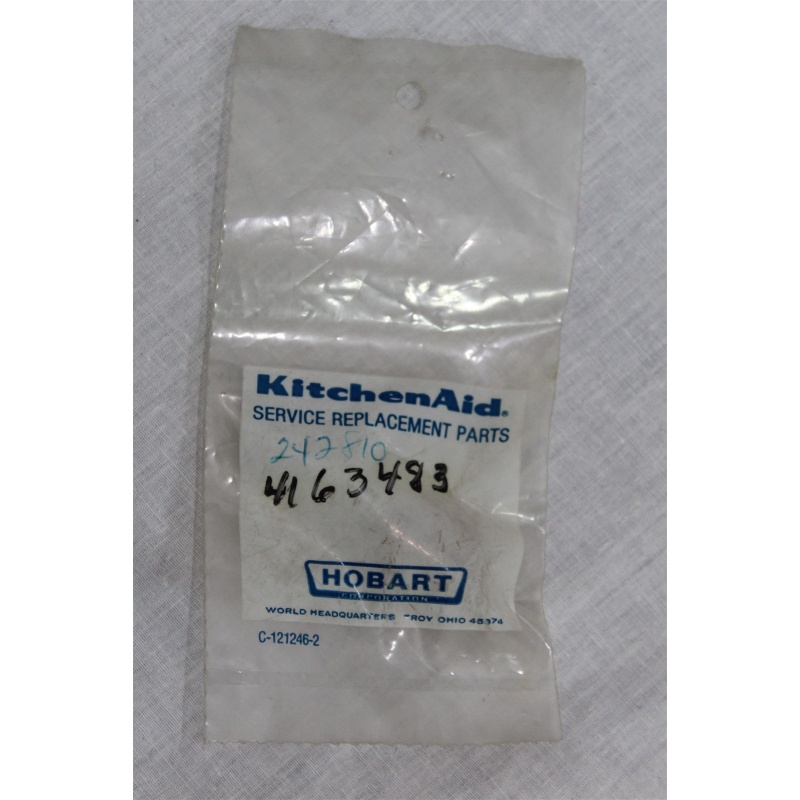 KitchenAid®
SERVICE REPLACEMENT PARTS
242810
4163483
HOBART
CORPORATION
WORLD HEADQUARTERS TROY OHIO 45374
C-121246-2